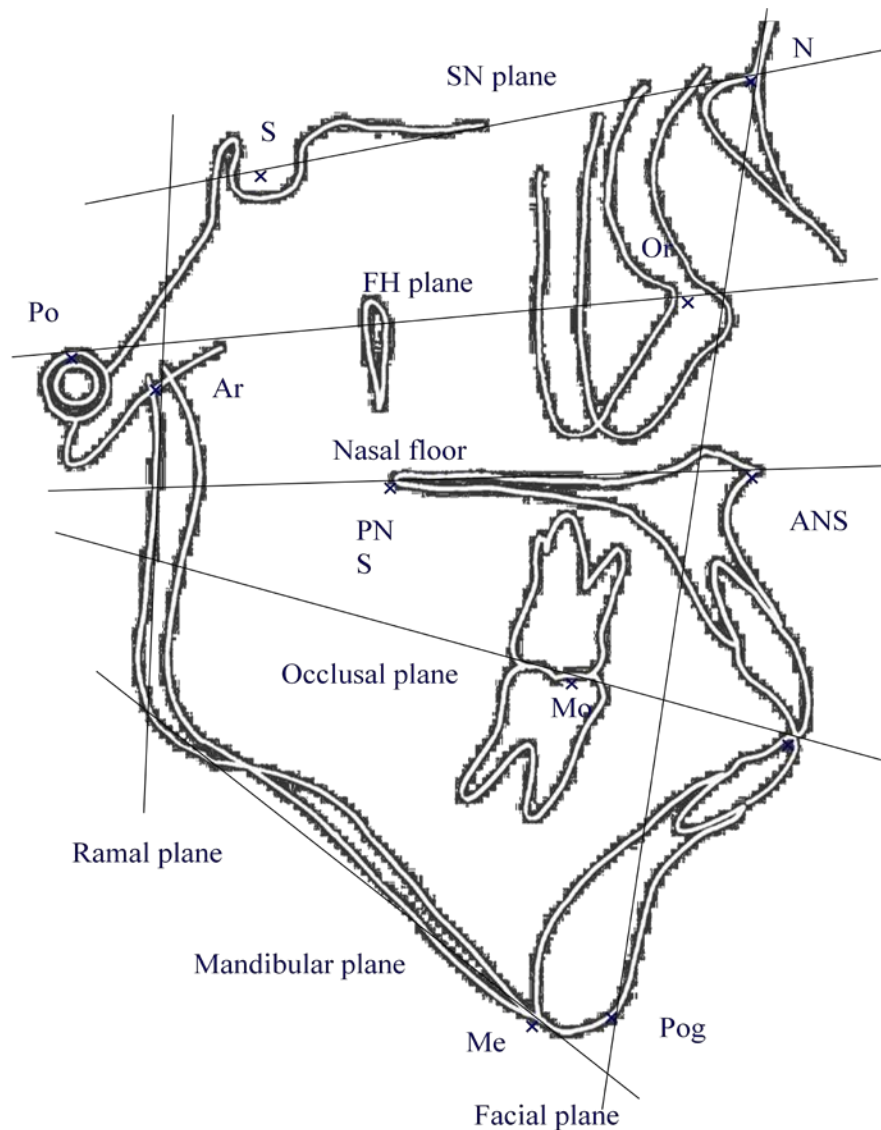 N
SN plane
S
Or
FH plane
Po
Ar
Nasal floor
PN
S
ANS
Occlusal plane
Mo
Ramal plane
Mandibular plane
Me
Pog
Facial plane